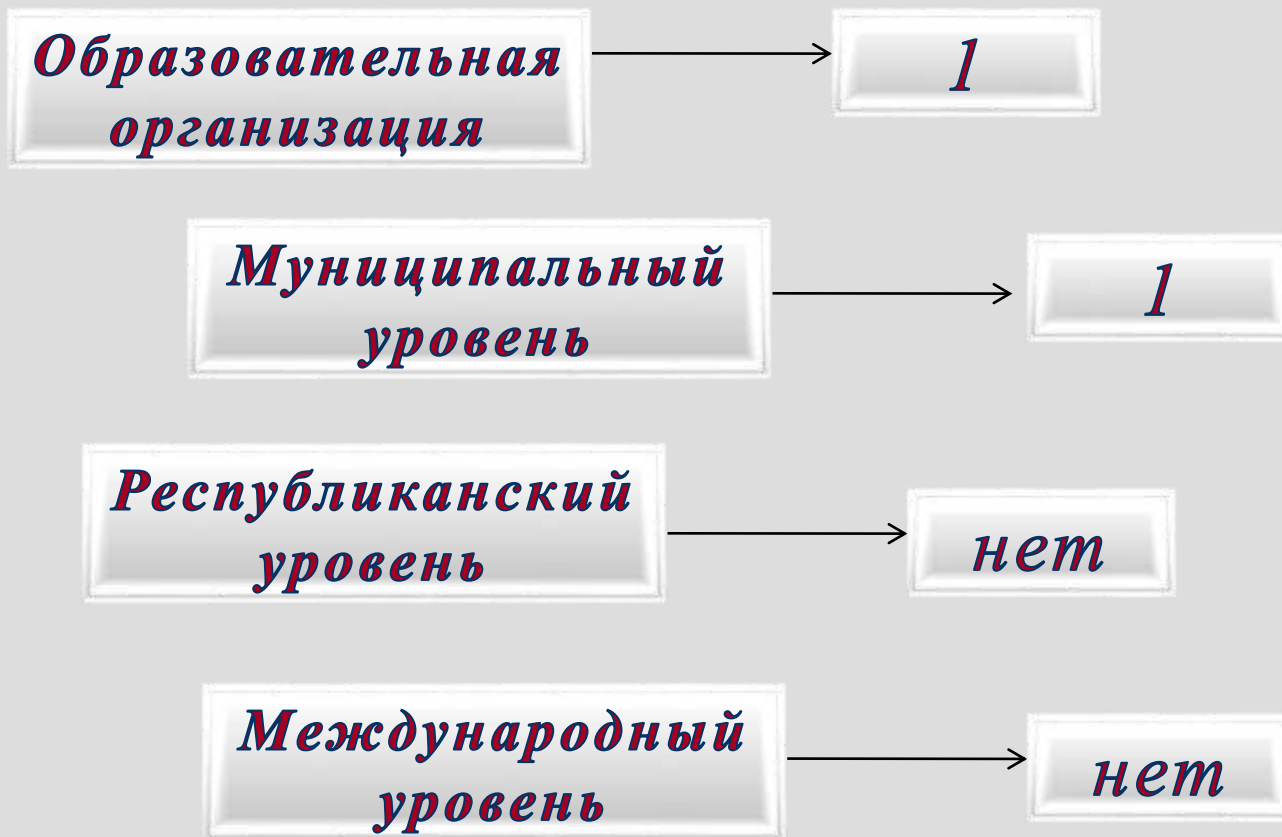 Образовательная
организация
1
Муниципальный
уровень
1
Республиканский
уровень
нет
Международный
уровень
нет